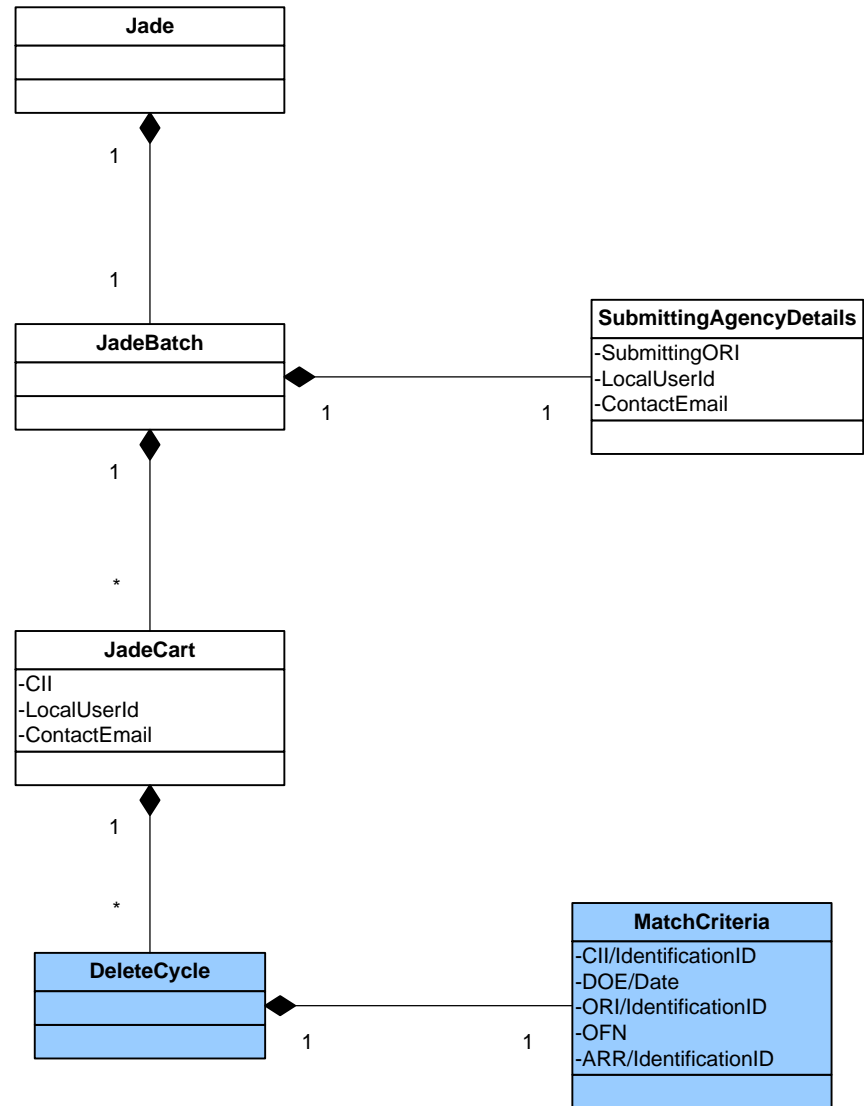 Jade
1
1
JadeBatch
1
1
1
SubmittingAgencyDetails
-SubmittingORI
-LocalUserId
-ContactEmail
*
JadeCart
-CII
-LocalUserId
-ContactEmail
1
*
DeleteCycle
1
1
MatchCriteria
-CII/IdentificationID
-DOE/Date
-ORI/IdentificationID
-OFN
-ARR/IdentificationID